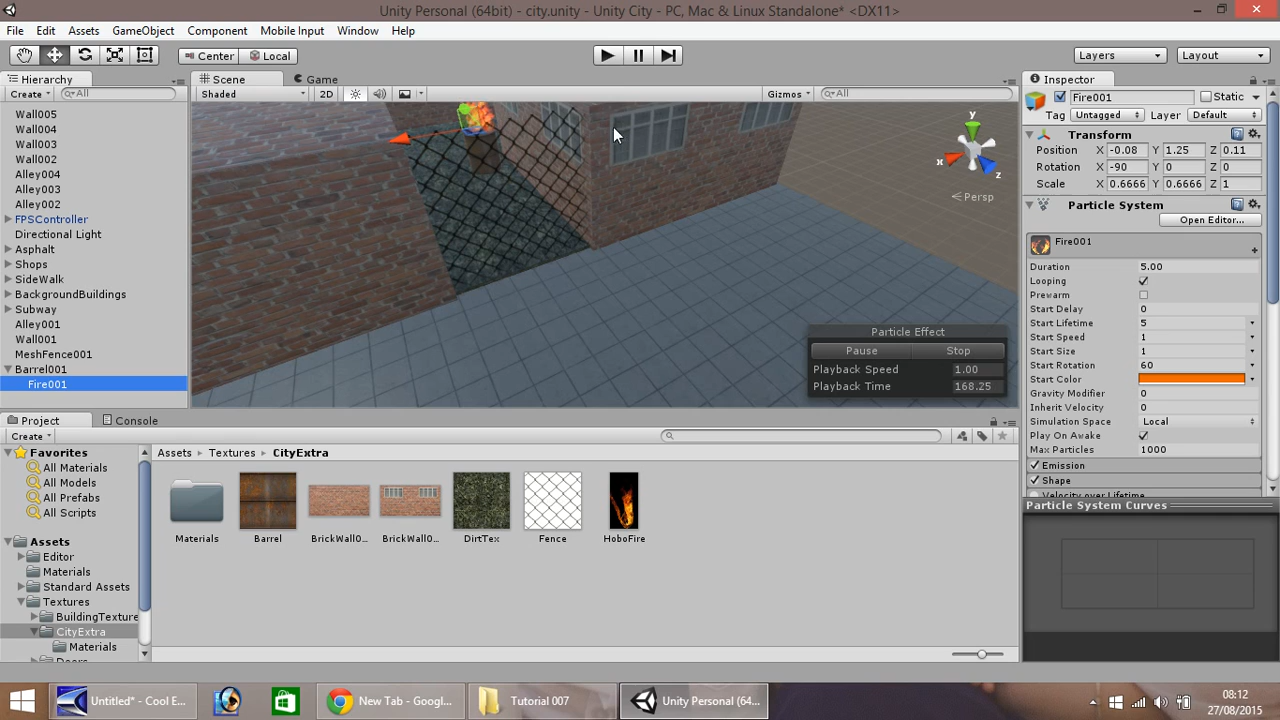 Unity Personal (64bit) - city.unity - Unity City - PC, Mac & Linux Standalone* <DX11>
File Edit Assets GameObject Component Mobile Input Window Help
Center Local Layers Layout
Hierarchy
Create All
Wall005
Wall004
Wall003
Wall002
Alley004
Alley003
Alley002
FPSController
Directional Light
Asphalt
Shops
SideWalk
BackgroundBuildings
Subway
Alley001
Wall001
MeshFence001
Barrel001
Fire001
Scene Game
Shaded 2D Gizmos All
y
x
z
Persp
Particle Effect
Pause Stop
Playback Speed 1.00
Playback Time 168.25
Inspector
Fire001 Static
Tag Untagged Layer Default
Transform
Position X -0.08 Y 1.25 Z 0.11
Rotation X -90 Y 0 Z 0
Scale X 0.6666 Y 0.6666 Z 1
Particle System
Open Editor...
Fire001
Duration 5.00
Looping
Prewarm
Start Delay 0
Start Lifetime 5
Start Speed 1
Start Size 1
Start Rotation 60
Start Color
Gravity Modifier 0
Inherit Velocity 0
Simulation Space Local
Play On Awake
Max Particles 1000
Emission
Shape
Velocity over Lifetime
Particle System Curves
Project Console
Create
Favorites
All Materials
All Models
All Prefabs
All Scripts
Assets
Editor
Materials
Standard Assets
Textures
BuildingTexture
CityExtra
Materials
Doors
Assets Textures CityExtra
Materials Barrel BrickWall0... BrickWall0... DirtTex Fence HoboFire
Untitled* - Cool E... New Tab - Googl... Tutorial 007 Unity Personal (64...
08:12
27/08/2015